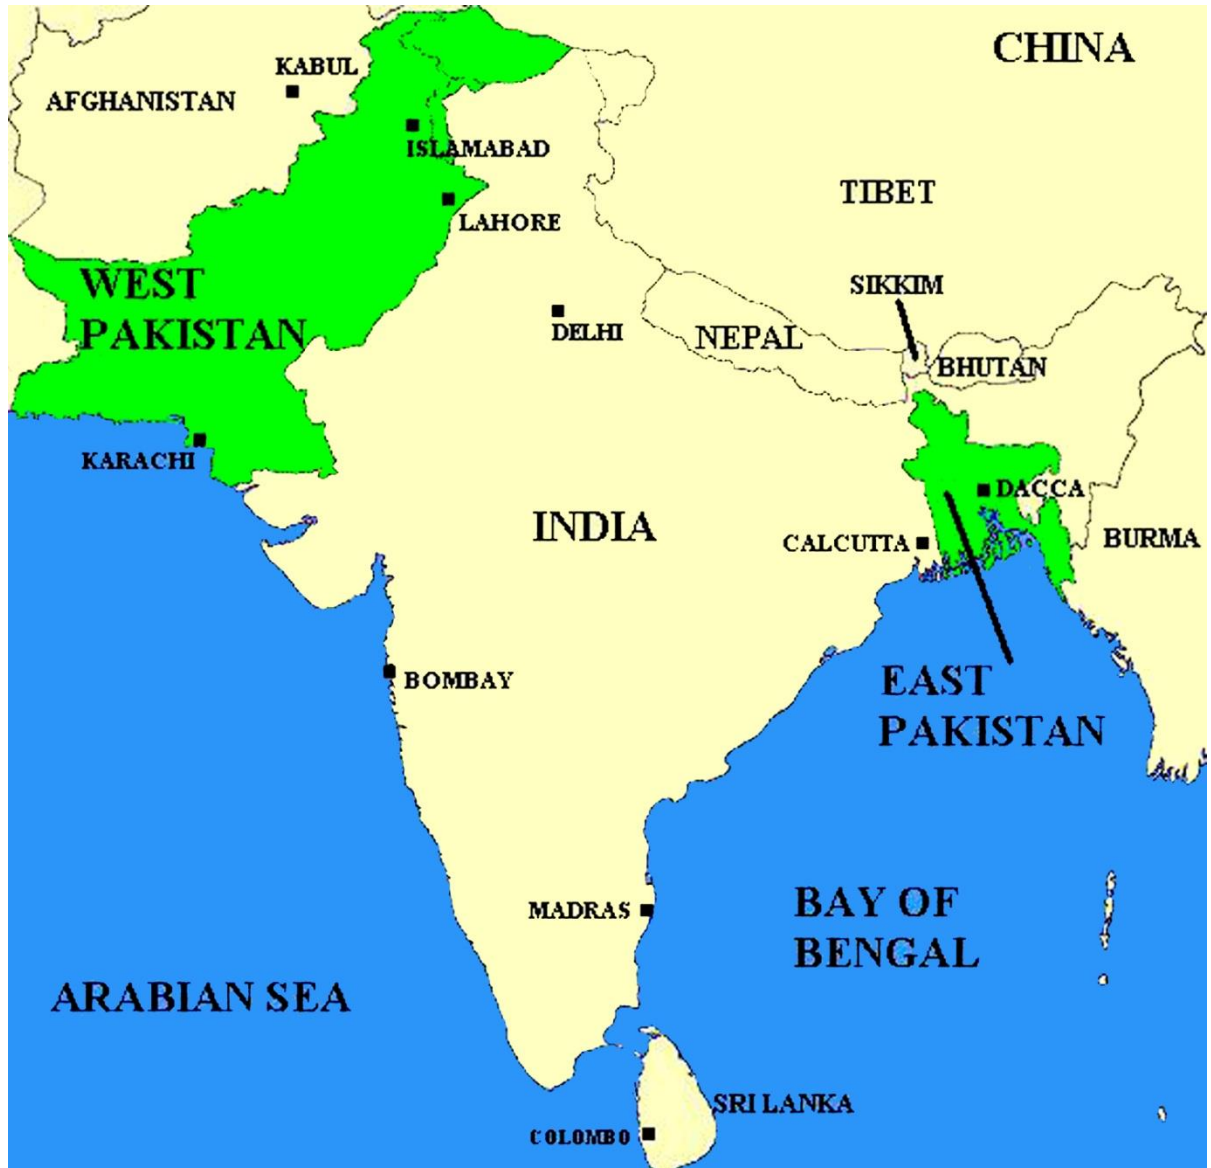 CHINA
KABUL
AFGHANISTAN
ISLAMABAD
TIBET
LAHORE
WEST
PAKISTAN
SIKKIM
DELHI
NEPAL
BHUTAN
KARACHI
DACCA
INDIA
CALCUTTA
BURMA
BOMBAY
EAST
PAKISTAN
MADRAS
BAY OF
BENGAL
ARABIAN SEA
SRI LANKA
COLOMBO